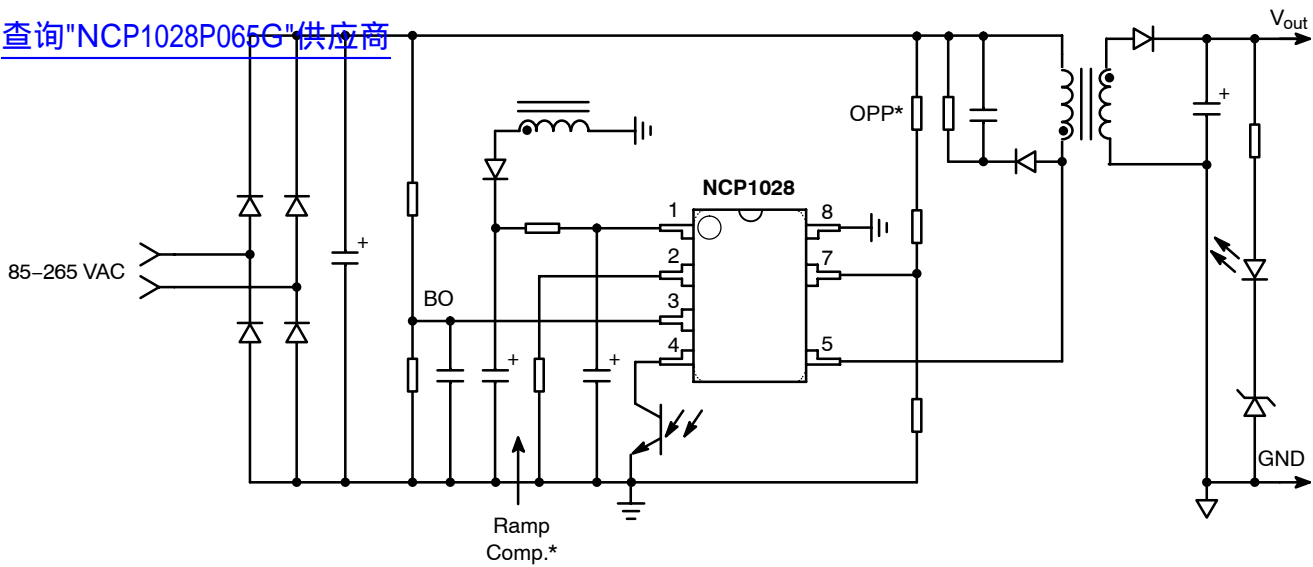 查询"NCP1028P065G"供应商
Vout
OPP*
NCP1028
1
8
2
7
85–265 VAC
BO
3
4
5
+
+
+
+
GND
Ramp
Comp.*